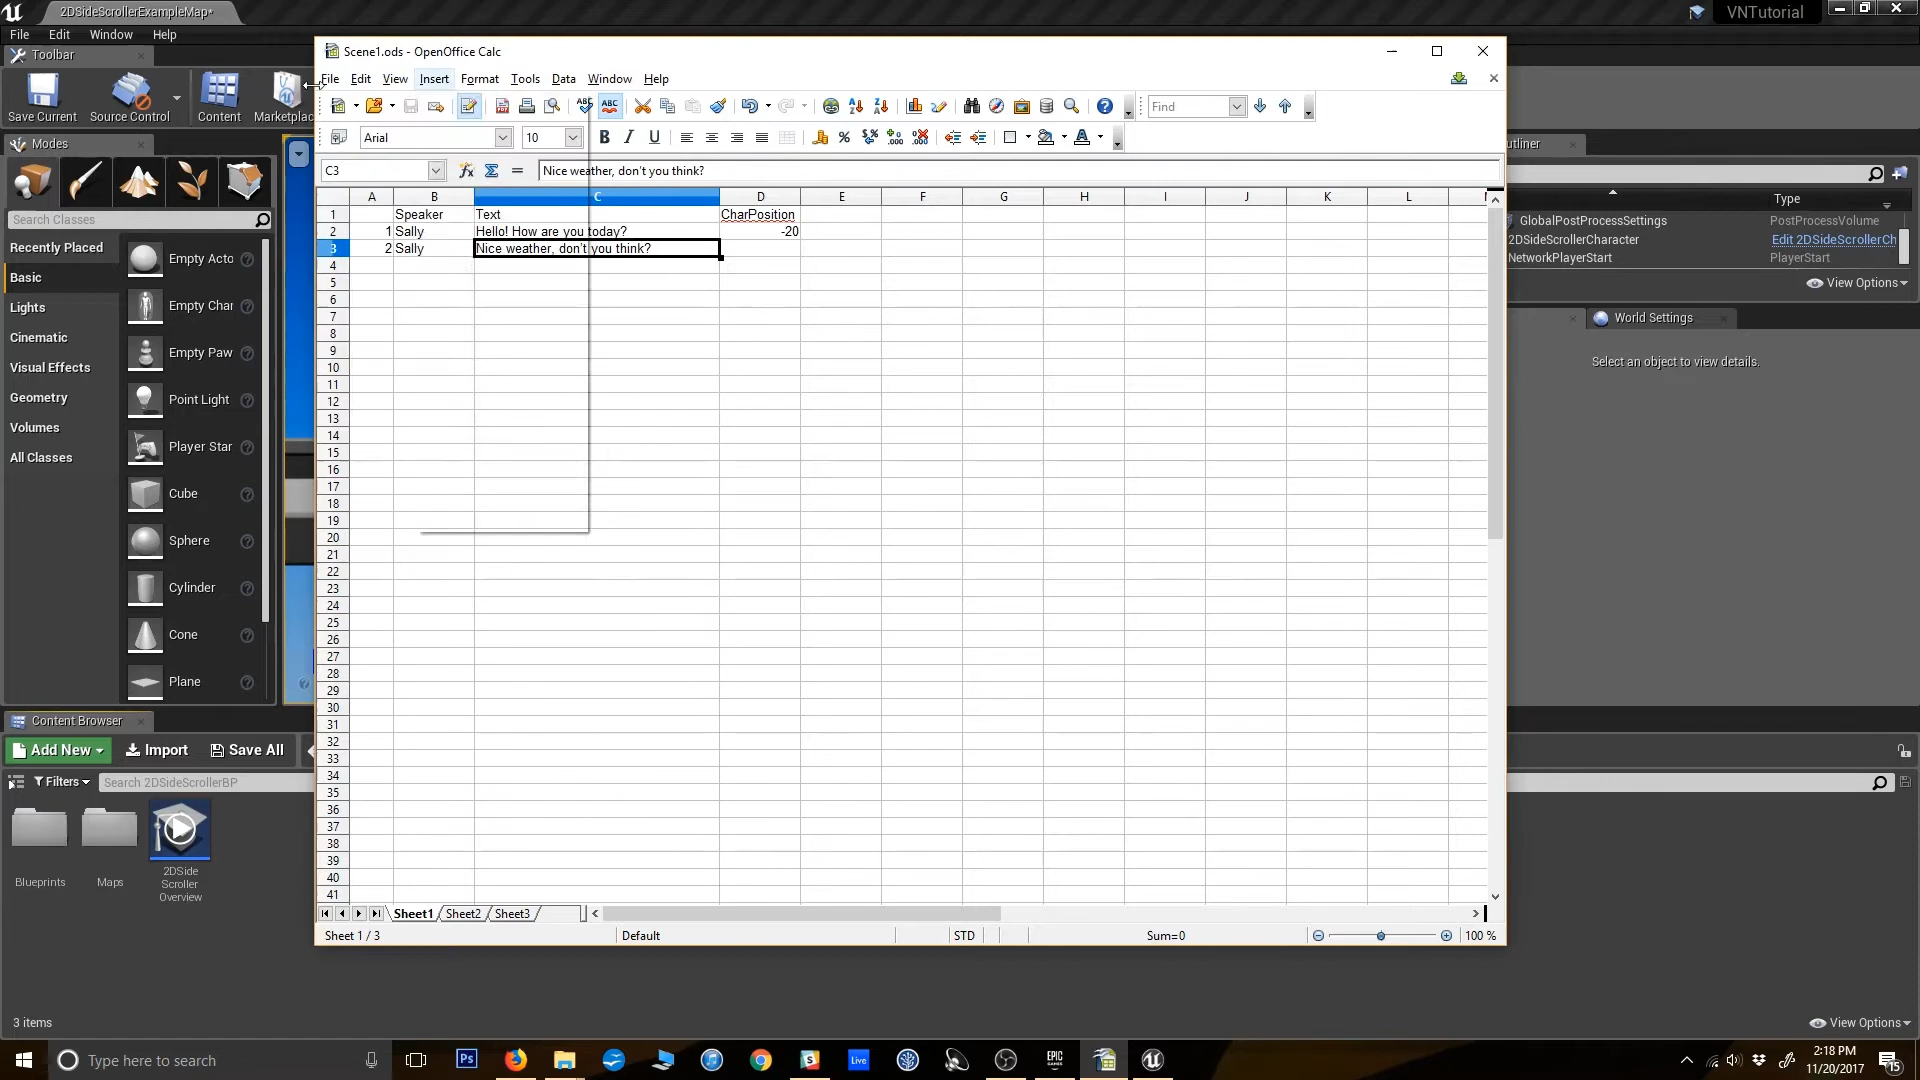 2DSideScrollerExampleMap*
VNTutorial
File Edit Window Help
Toolbar
Save Current
Source Control
Content
Marketplac
Modes
Search Classes
Recently Placed
Basic
Lights
Cinematic
Visual Effects
Geometry
Volumes
All Classes
Empty Acto
Empty Char
Empty Paw
Point Light
Player Star
Cube
Sphere
Cylinder
Cone
Plane
Scene1.ods - OpenOffice Calc
File Edit View Insert Format Tools Data Window Help
Find
Arial
10
C3
Nice weather, don't you think?
A B C D E F G H I J K L
1 Speaker Text CharPosition
2 1 Sally Hello! How are you today? -20
3 2 Sally Nice weather, don't you think?
4
5
6
7
8
9
10
11
12
13
14
15
16
17
18
19
20
21
22
23
24
25
26
27
28
29
30
31
32
33
34
35
36
37
38
39
40
41
Sheet1 Sheet2 Sheet3
Sheet 1 / 3
Default
STD
Sum=0
100 %
utliner
Type
GlobalPostProcessSettings PostProcessVolume
2DSideScrollerCharacter Edit 2DSideScrollerCh
NetworkPlayerStart PlayerStart
View Options
World Settings
Select an object to view details.
Content Browser
Add New Import Save All
Filters Search 2DSideScrollerBP
Blueprints
Maps
2DSide
Scroller
Overview
3 items
View Options
Type here to search
Ps
Live
EPIC
GAMES
2:18 PM
11/20/2017
15